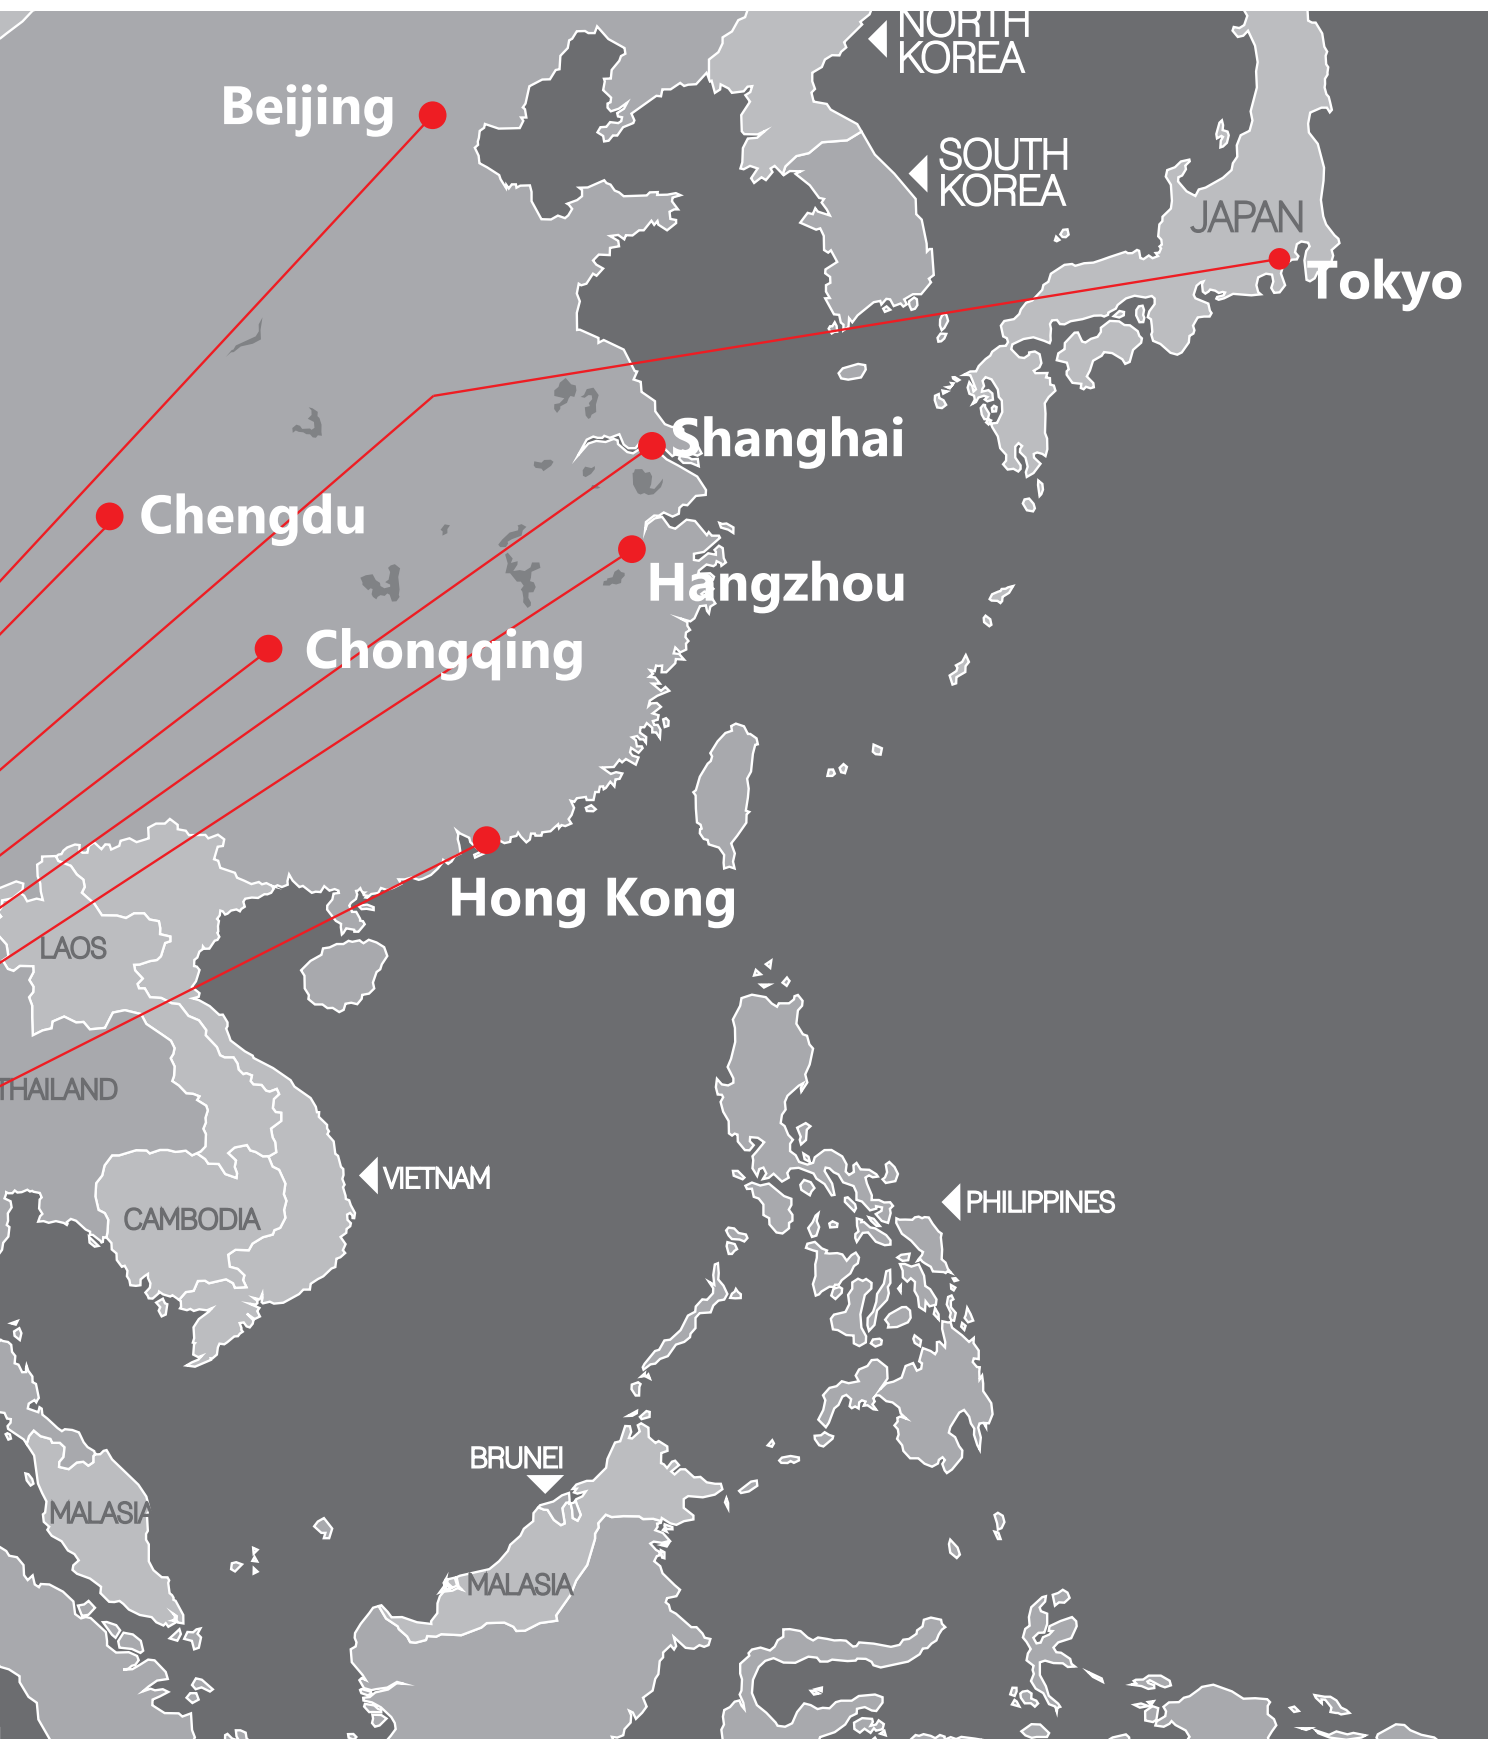 NORTH
KOREA
Beijing
SOUTH
KOREA
JAPAN
Tokyo
Shanghai
Chengdu
Hangzhou
Chongqing
Hong Kong
LAOS
THAILAND
VIETNAM
PHILIPPINES
CAMBODIA
BRUNEI
MALASIA
MALASIA